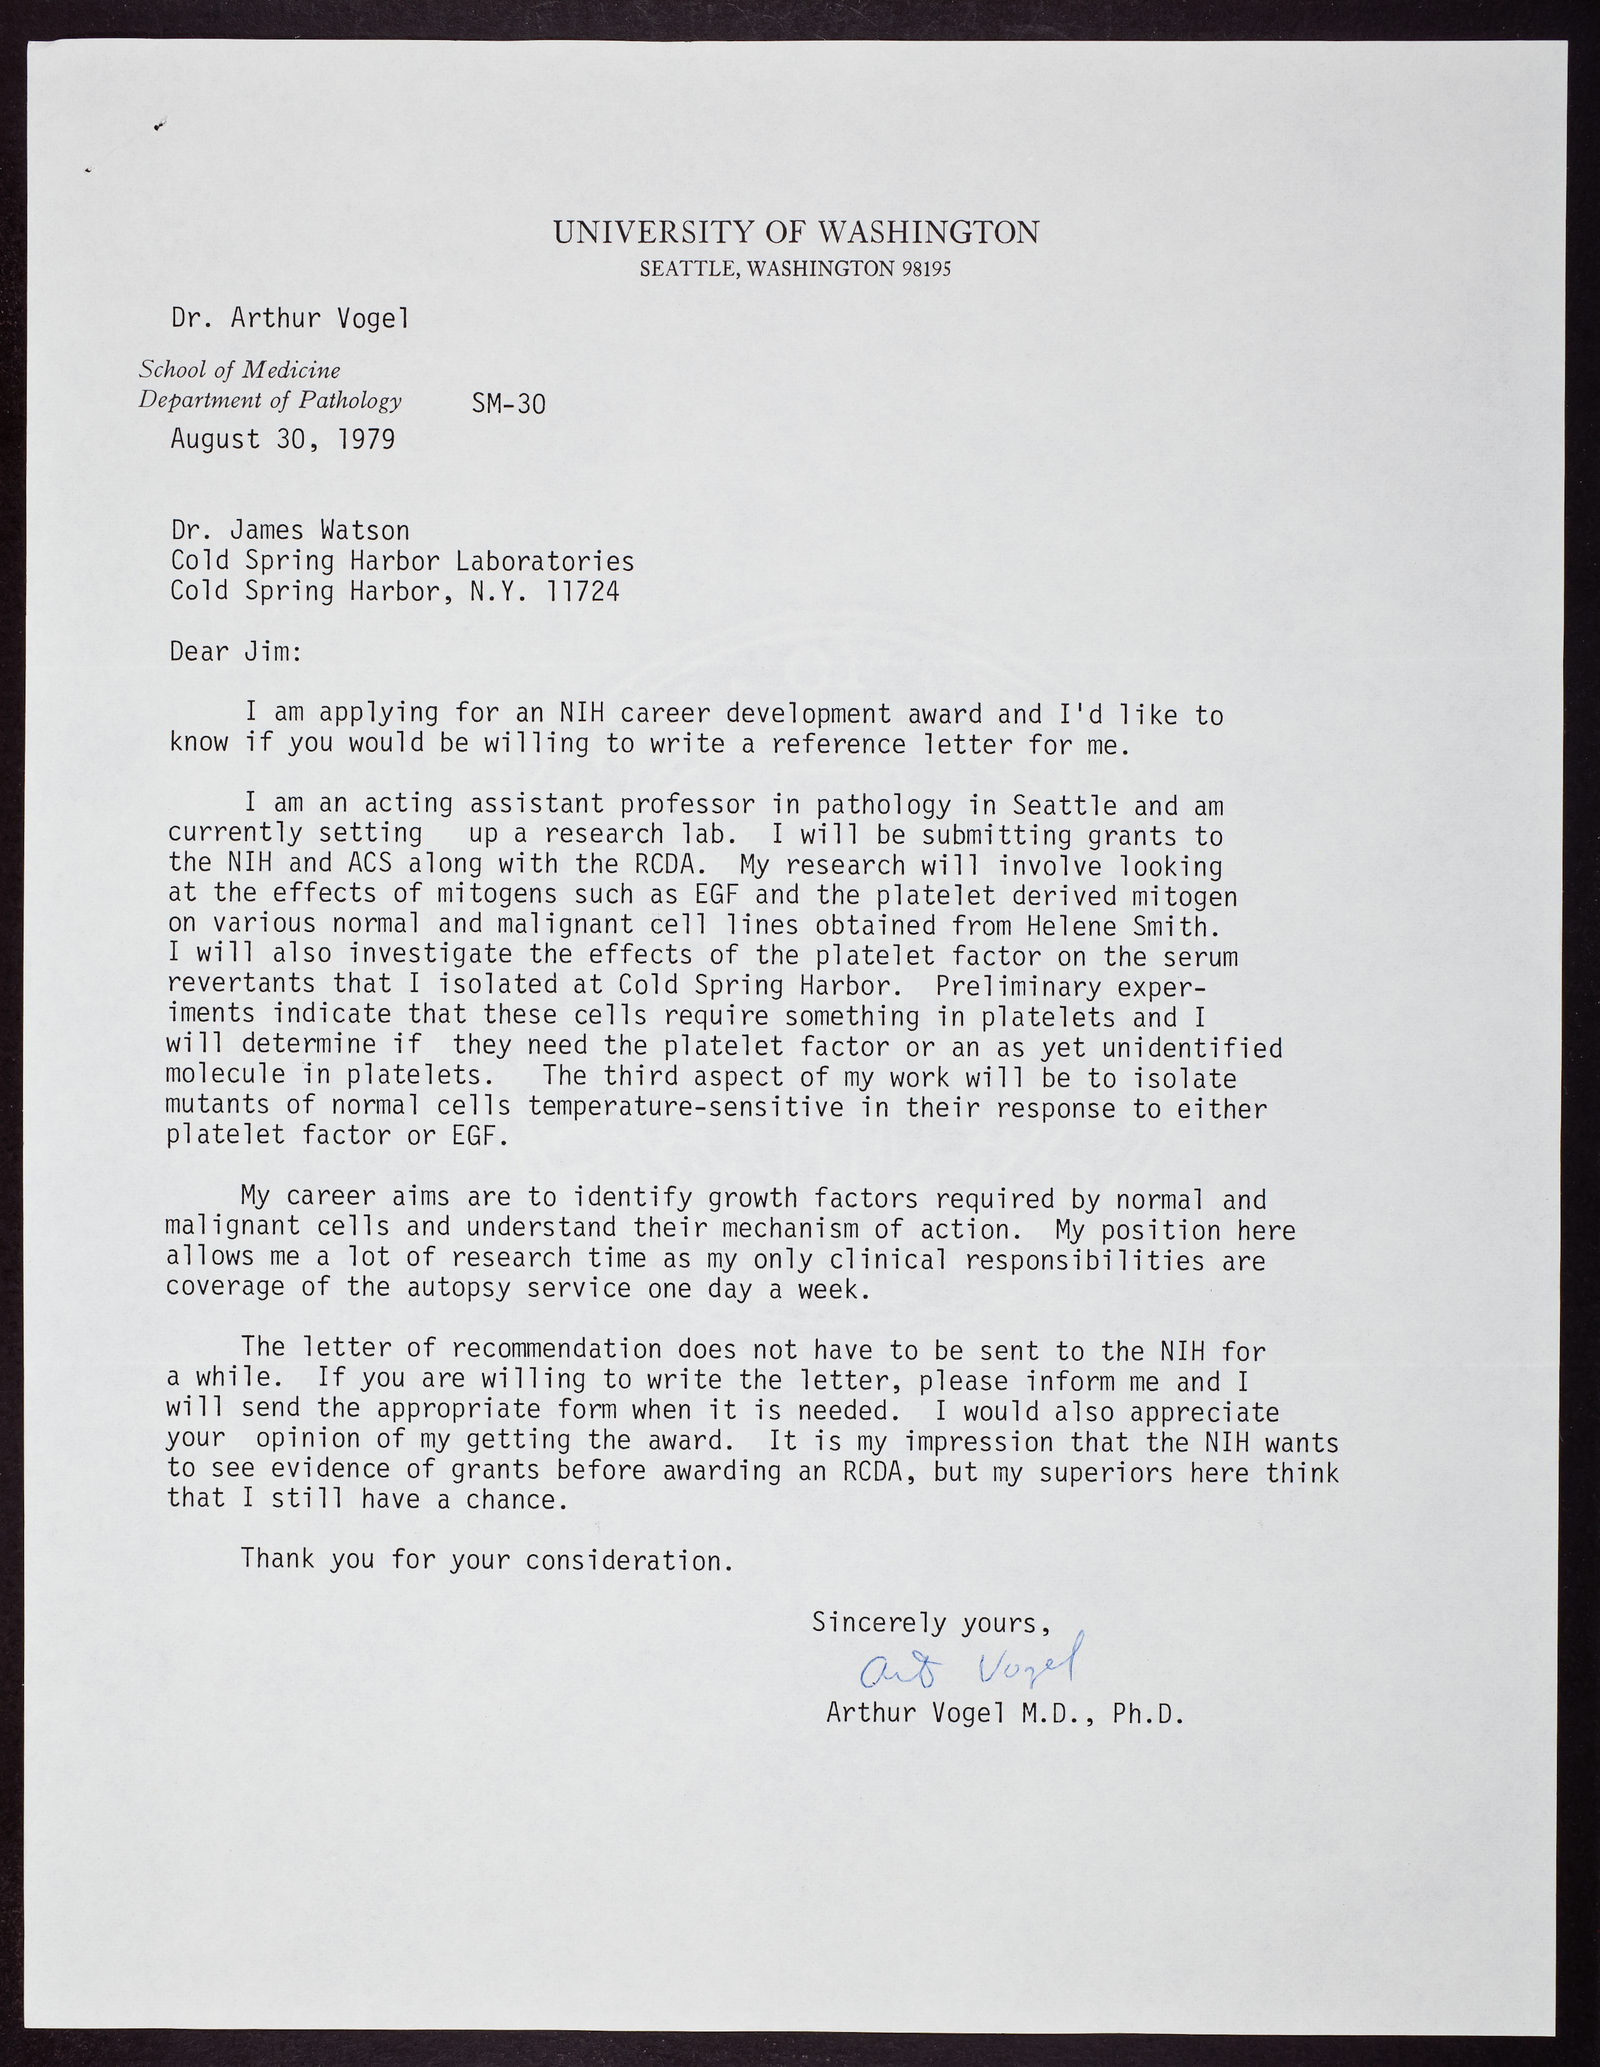 UNIVERSITY OF WASHINGTON
SEATTLE, WASHINGTON 98195
Dr. Arthur Vogel
School of Medicine
Department of Pathology SM-30
August 30, 1979
Dr. James Watson
Cold Spring Harbor Laboratories
Cold Spring Harbor, N.Y. 11724
Dear Jim:
I am applying for an NIH career development award and I'd like to
know if you would be willing to write a reference letter for me.
I am an acting assistant professor in pathology in Seattle and am
currently setting up a research lab. I will be submitting grants to
the NIH and ACS along with the RCDA. My research will involve looking
at the effects of mitogens such as EGF and the platelet derived mitogen
on various normal and malignant cell lines obtained from Helene Smith.
I will also investigate the effects of the platelet factor on the serum
revertants that I isolated at Cold Spring Harbor. Preliminary exper-
iments indicate that these cells require something in platelets and I
will determine if they need the platelet factor or an as yet unidentified
molecule in platelets. The third aspect of my work will be to isolate
mutants of normal cells temperature-sensitive in their response to either
platelet factor or EGF.
My career aims are to identify growth factors required by normal and
malignant cells and understand their mechanism of action. My position here
allows me a lot of research time as my only clinical responsibilities are
coverage of the autopsy service one day a week.
The letter of recommendation does not have to be sent to the NIH for
a while. If you are willing to write the letter, please inform me and I
will send the appropriate form when it is needed. I would also appreciate
your opinion of my getting the award. It is my impression that the NIH wants
to see evidence of grants before awarding an RCDA, but my superiors here think
that I still have a chance.
Thank you for your consideration.
Sincerely yours,
Art Vogel
Arthur Vogel M.D., Ph.D.